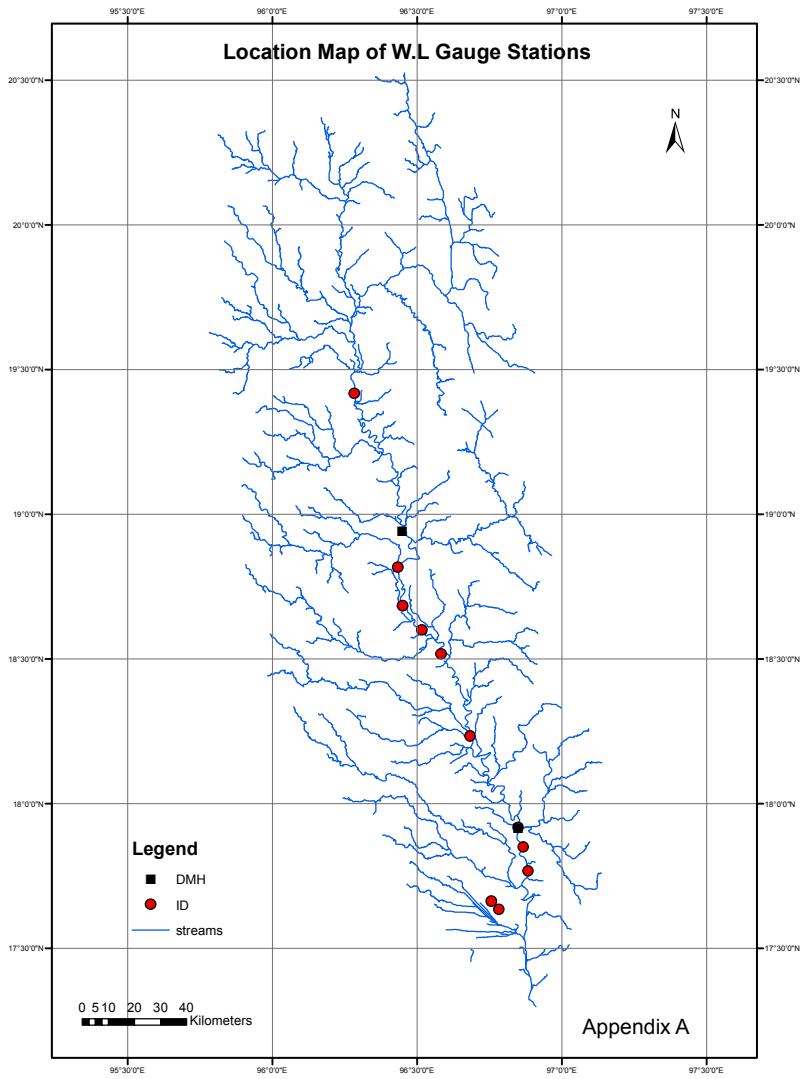 95°30'0"E 96°0'0"E 96°30'0"E 97°0'0"E 97°30'0"E
Location Map of W.L Gauge Stations
20°30'0"N 20°30'0"N
N
20°0'0"N 20°0'0"N
19°30'0"N 19°30'0"N
19°0'0"N 19°0'0"N
18°30'0"N 18°30'0"N
18°0'0"N 18°0'0"N
Legend
DMH
ID
streams
17°30'0"N 17°30'0"N
0 5 10 20 30 40
Kilometers
Appendix A
95°30'0"E 96°0'0"E 96°30'0"E 97°0'0"E 97°30'0"E